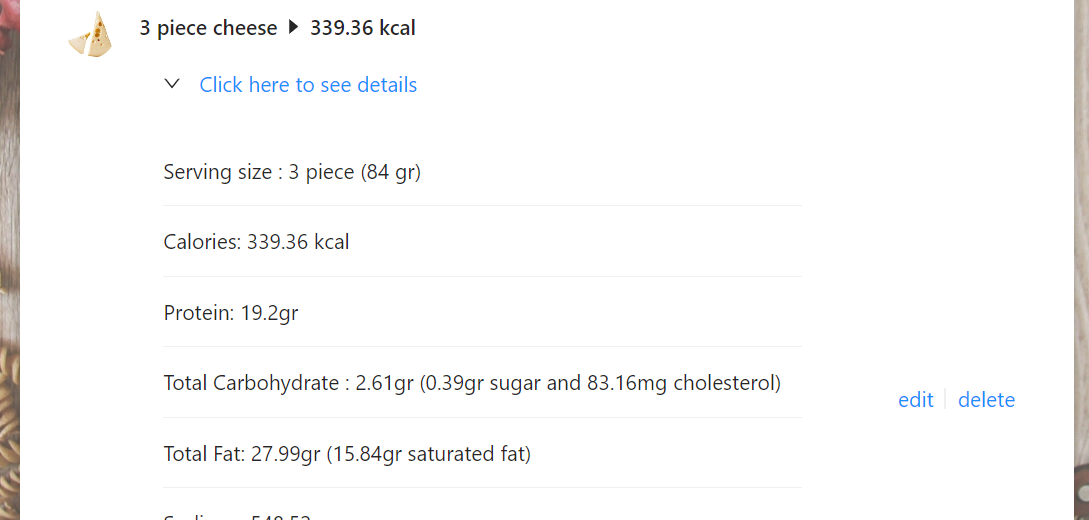 3 piece cheese ▶ 339.36 kcal
Click here to see details
Serving size : 3 piece (84 gr)
Calories: 339.36 kcal
Protein: 19.2gr
Total Carbohydrate : 2.61gr (0.39gr sugar and 83.16mg cholesterol)
edit delete
Total Fat: 27.99gr (15.84gr saturated fat)